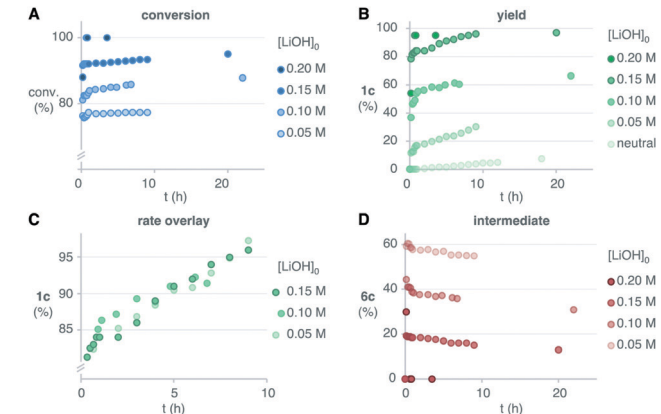 A
conversion
100
80
conv.
(%)
0
10
20
t (h)
[LiOH]0
0.20 M
0.15 M
0.10 M
0.05 M
B
yield
100
80
60
40
20
0
1c
(%)
0
10
20
t (h)
[LiOH]0
0.20 M
0.15 M
0.10 M
0.05 M
neutral
C
rate overlay
95
90
85
1c
(%)
0
5
10
t (h)
[LiOH]0
0.15 M
0.10 M
0.05 M
D
intermediate
60
40
20
0
6c
(%)
0
10
20
t (h)
[LiOH]0
0.20 M
0.15 M
0.10 M
0.05 M